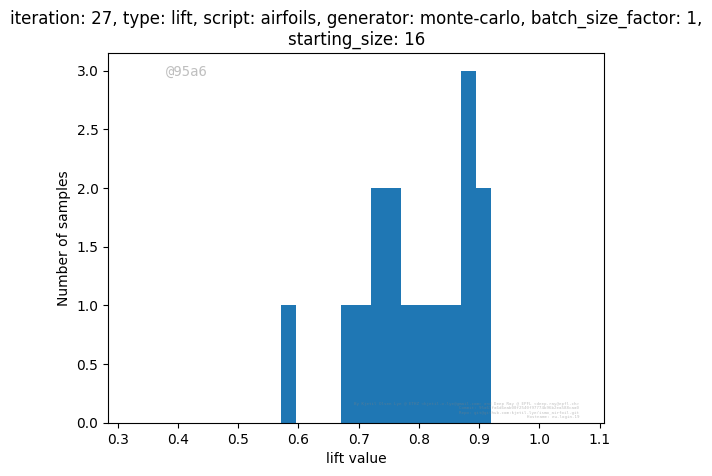 iteration: 27, type: lift, script: airfoils, generator: monte-carlo, batch_size_factor: 1,
starting_size: 16
@95a6
3.0
2.5
2.0
1.5
1.0
0.5
0.0
Number of samples
0.3 0.4 0.5 0.6 0.7 0.8 0.9 1.0 1.1
lift value